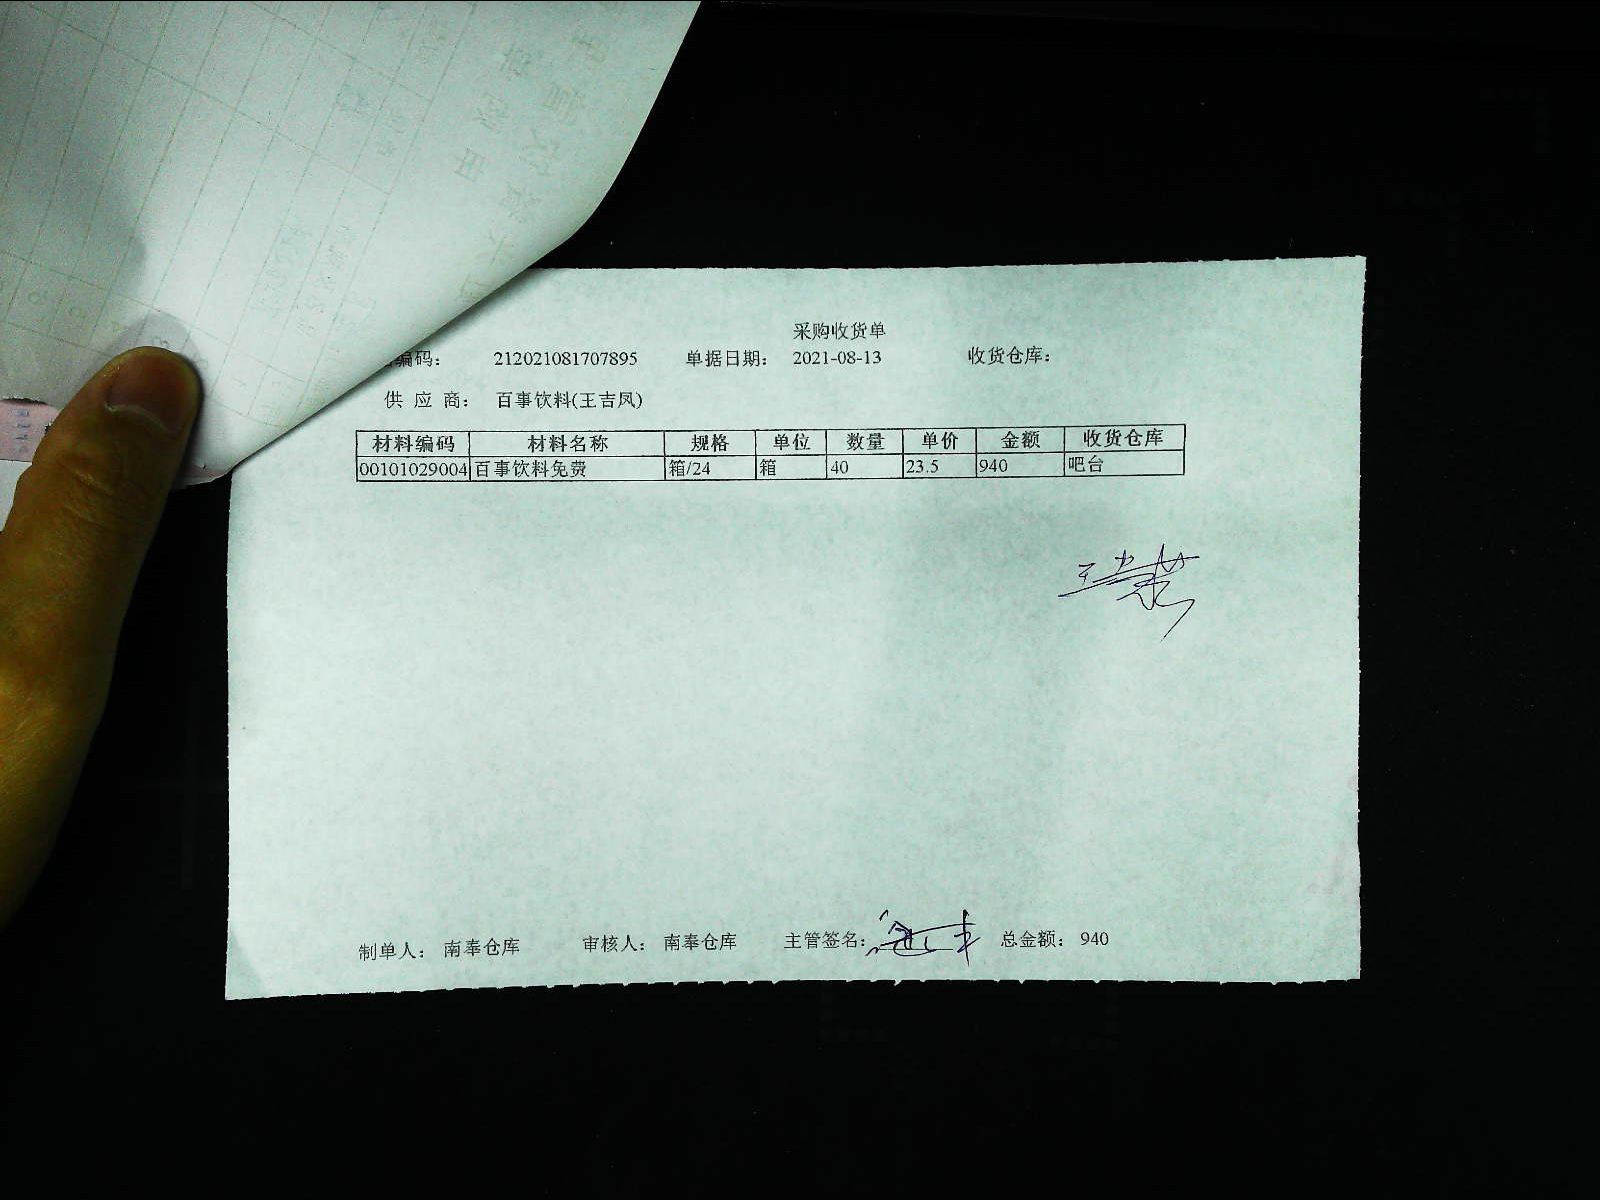 采购收货单
编码： 212021081707895 单据日期： 2021-08-13 收货仓库：
供 应 商： 百事饮料(王吉凤)
材料编码 材料名称 规格 单位 数量 单价 金额 收货仓库
00101029004 百事饮料免费 箱/24 箱 40 23.5 940 吧台
制单人： 南奉仓库 审核人： 南奉仓库 主管签名： 总金额： 940